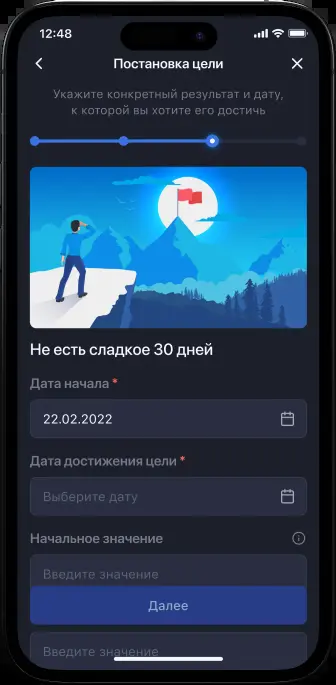 12:48
Постановка цели
Укажите конкретный результат и дату,
к которой вы хотите его достичь
Не есть сладкое 30 дней
Дата начала *
22.02.2022
Дата достижения цели *
Выберите дату
Начальное значение
Введите значение
Далее
Введите значение